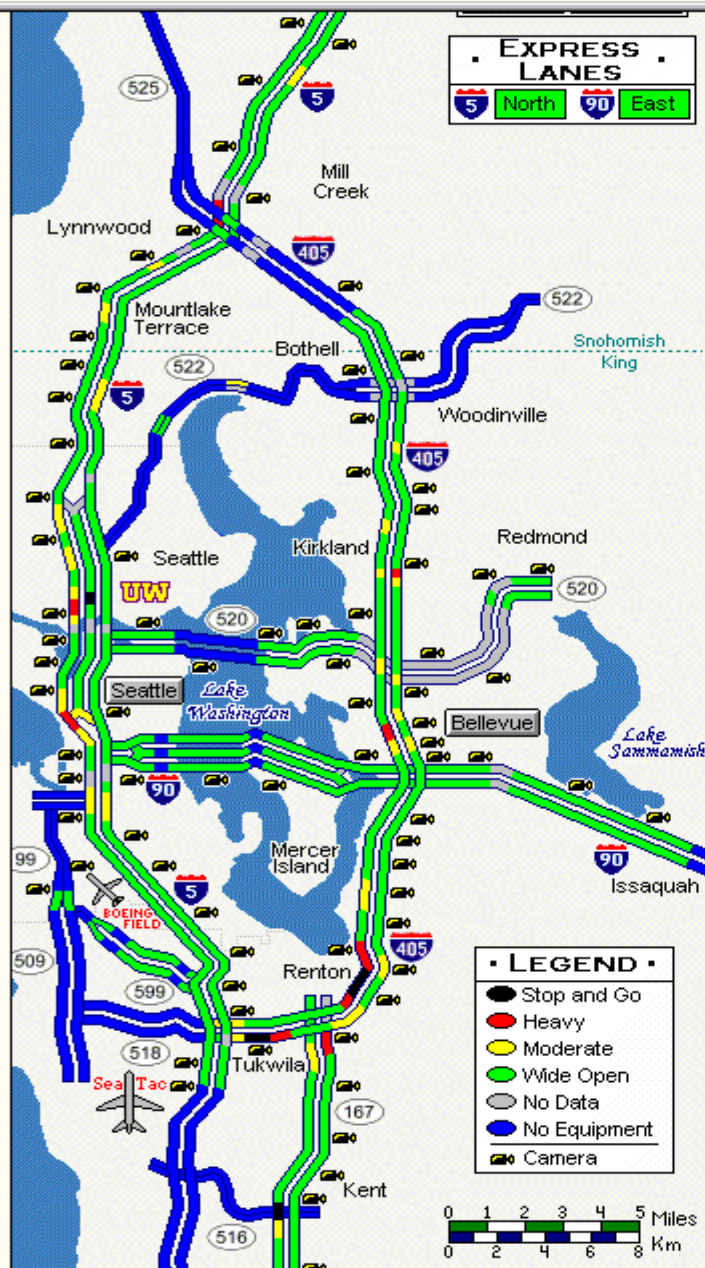 EXPRESS
LANES
5 North 90 East
525
5
Mill
Creek
Lynnwood
405
522
Mountlake
Terrace
Bothell
Snohomish
King
522
5
Woodinville
405
Redmond
Seattle
Kirkland
UW
520
520
Seattle
Lake
Washington
Bellevue
Lake
Sammamish
90
Mercer
Island
99
90
Issaquah
5
BOEING
FIELD
405
509
Renton
599
518
Tukwila
Sea Tac
167
Kent
516
LEGEND
Stop and Go
Heavy
Moderate
Wide Open
No Data
No Equipment
Camera
0 1 2 3 4 5 Miles
0 2 4 6 8 Km